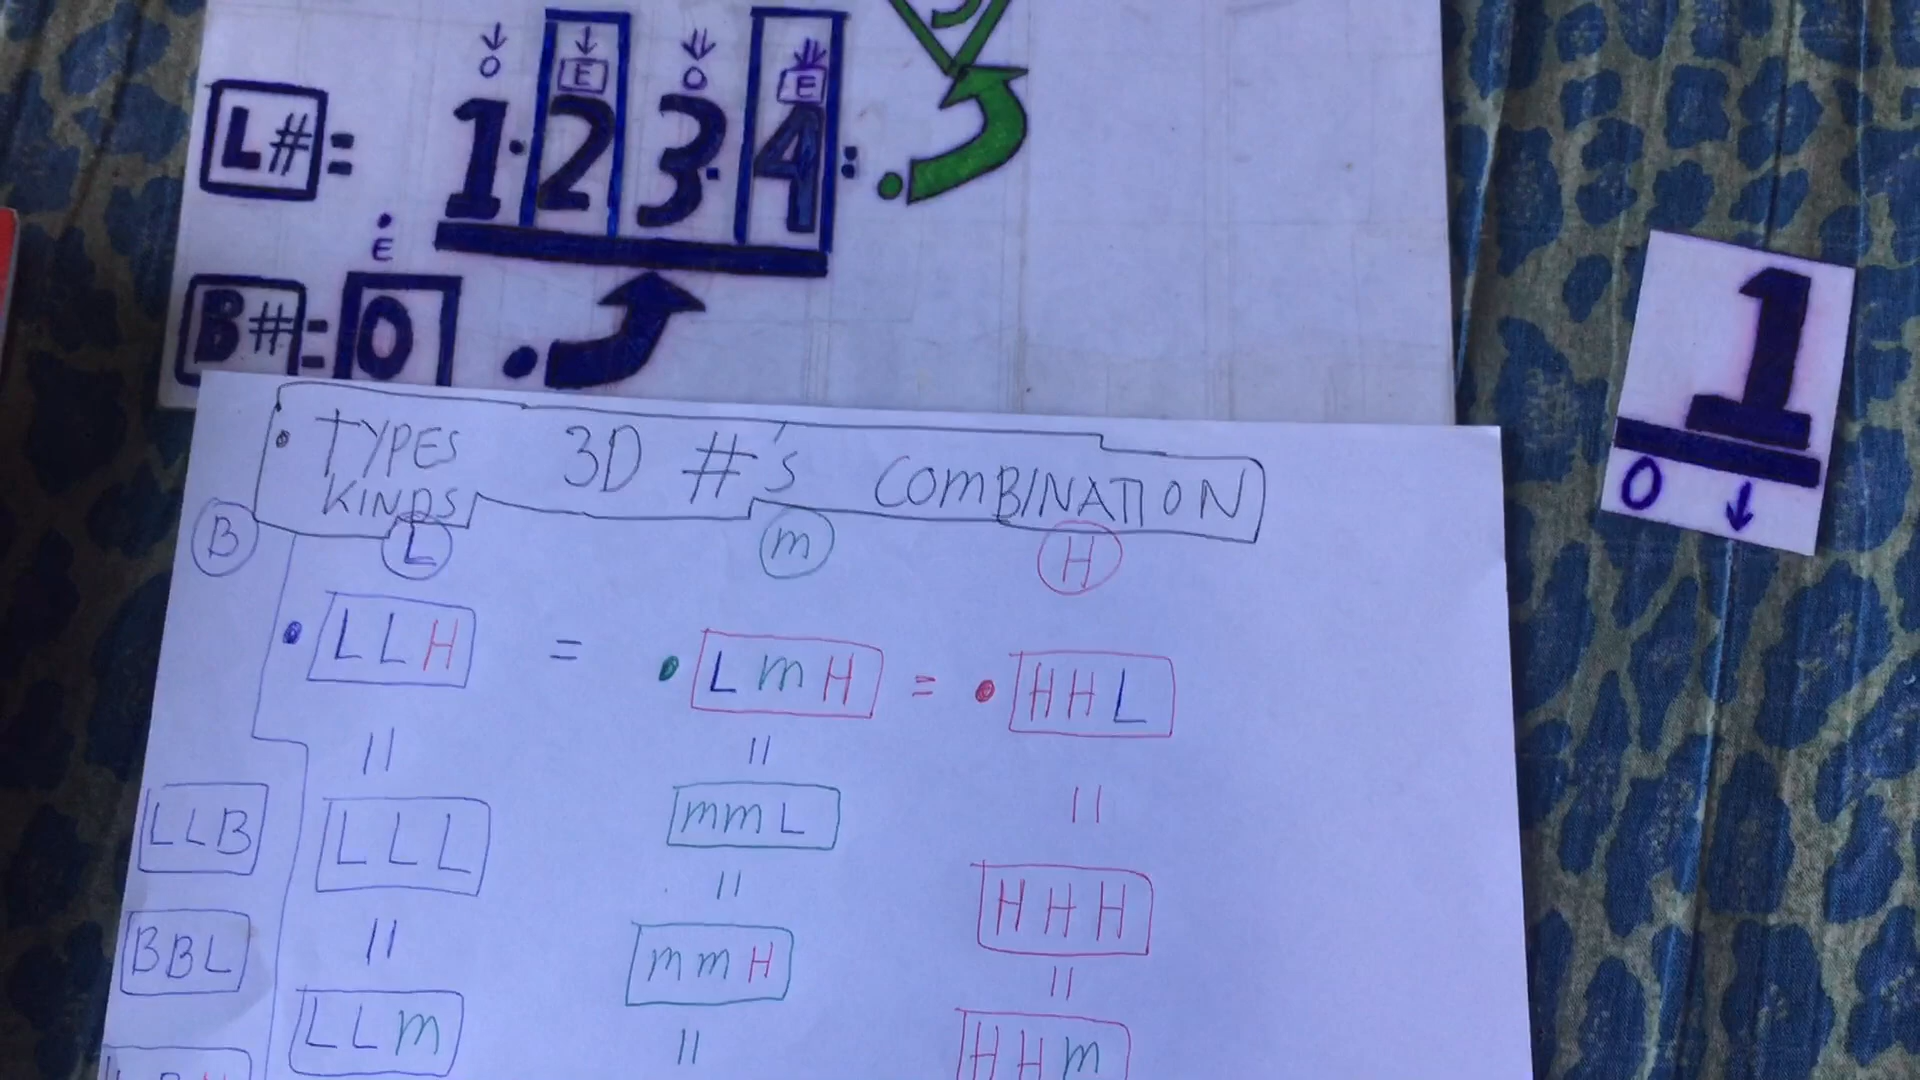 O E O E
L# = 1 · 2 3 · 4 :
E
B# = 0
1
O
TYPES 3D #'s COMBINATION
KINDS
B L m H
LLH = LmH = HHL
= = =
LLB LLL mmL
= = HHH
BBL mmH =
LLm = HHm